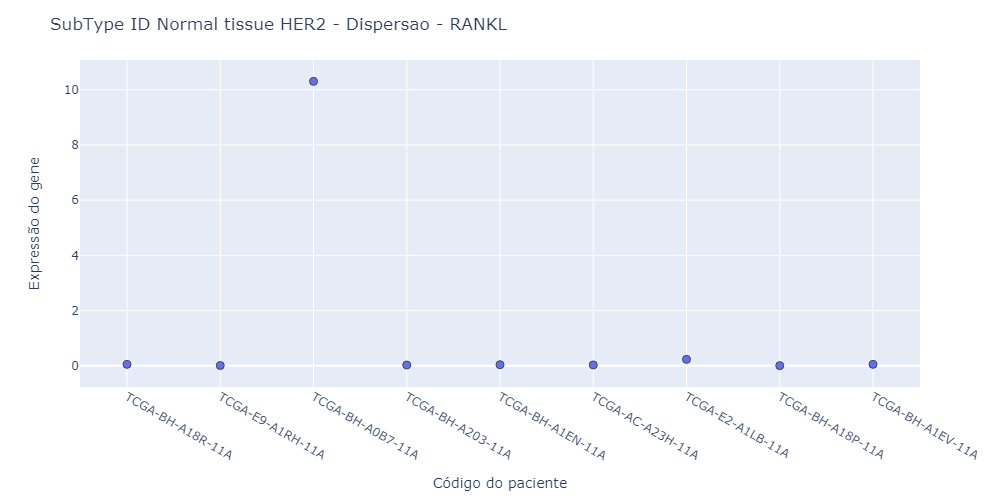 SubType ID Normal tissue HER2 - Dispersao - RANKL
Expressão do gene
10
8
6
4
2
0
TCGA-BH-A18R-11A
TCGA-E9-A1RH-11A
TCGA-BH-A0B7-11A
TCGA-BH-A203-11A
TCGA-BH-A1EN-11A
TCGA-AC-A23H-11A
TCGA-E2-A1LB-11A
TCGA-BH-A18P-11A
TCGA-BH-A1EV-11A
Código do paciente